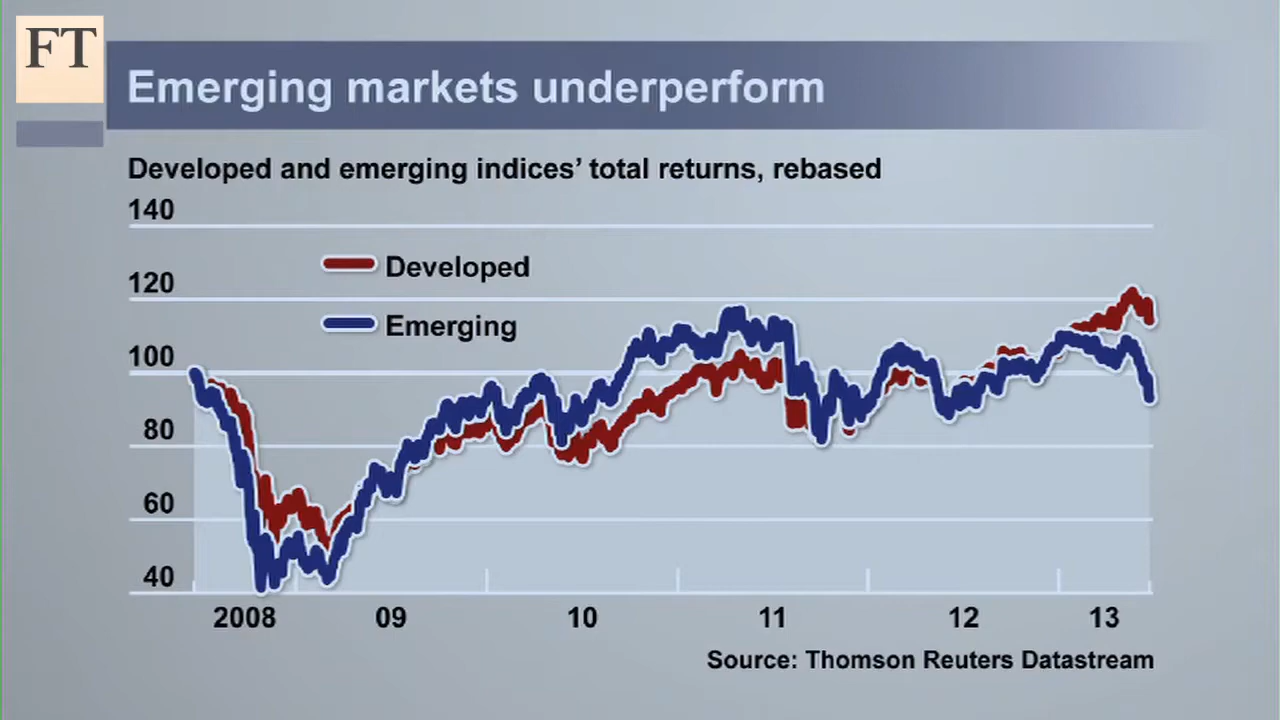 FT
Emerging markets underperform
Developed and emerging indices’ total returns, rebased
140
120
100
80
60
40
Developed
Emerging
2008 09 10 11 12 13
Source: Thomson Reuters Datastream